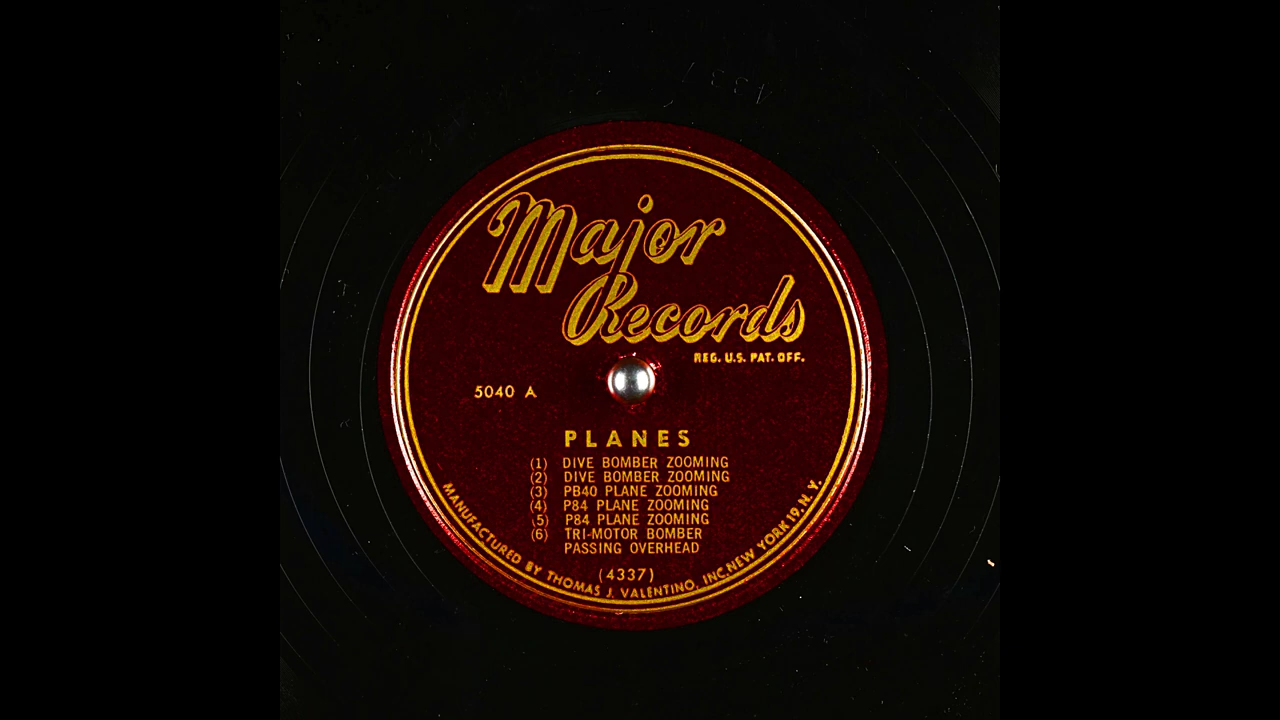 Major
Records
REG. U.S. PAT. OFF.
5040 A
PLANES
(1) DIVE BOMBER ZOOMING
(2) DIVE BOMBER ZOOMING
(3) PB40 PLANE ZOOMING
(4) P84 PLANE ZOOMING
(5) P84 PLANE ZOOMING
(6) TRI-MOTOR BOMBER
PASSING OVERHEAD
(4337)
MANUFACTURED BY THOMAS J. VALENTINO, INC. NEW YORK 19, N. Y.